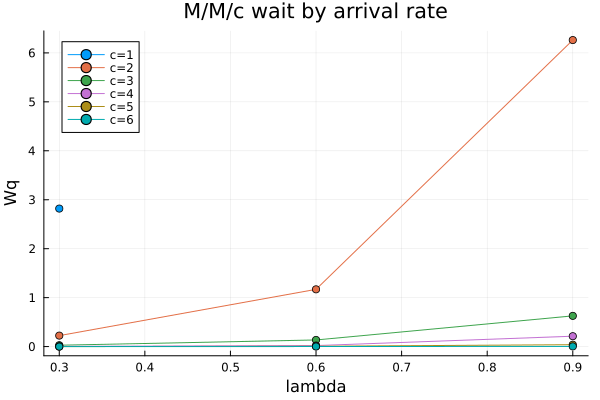 M/M/c wait by arrival rate
Wq
6
5
4
3
2
1
0
c=1
c=2
c=3
c=4
c=5
c=6
0.3 0.4 0.5 0.6 0.7 0.8 0.9
lambda